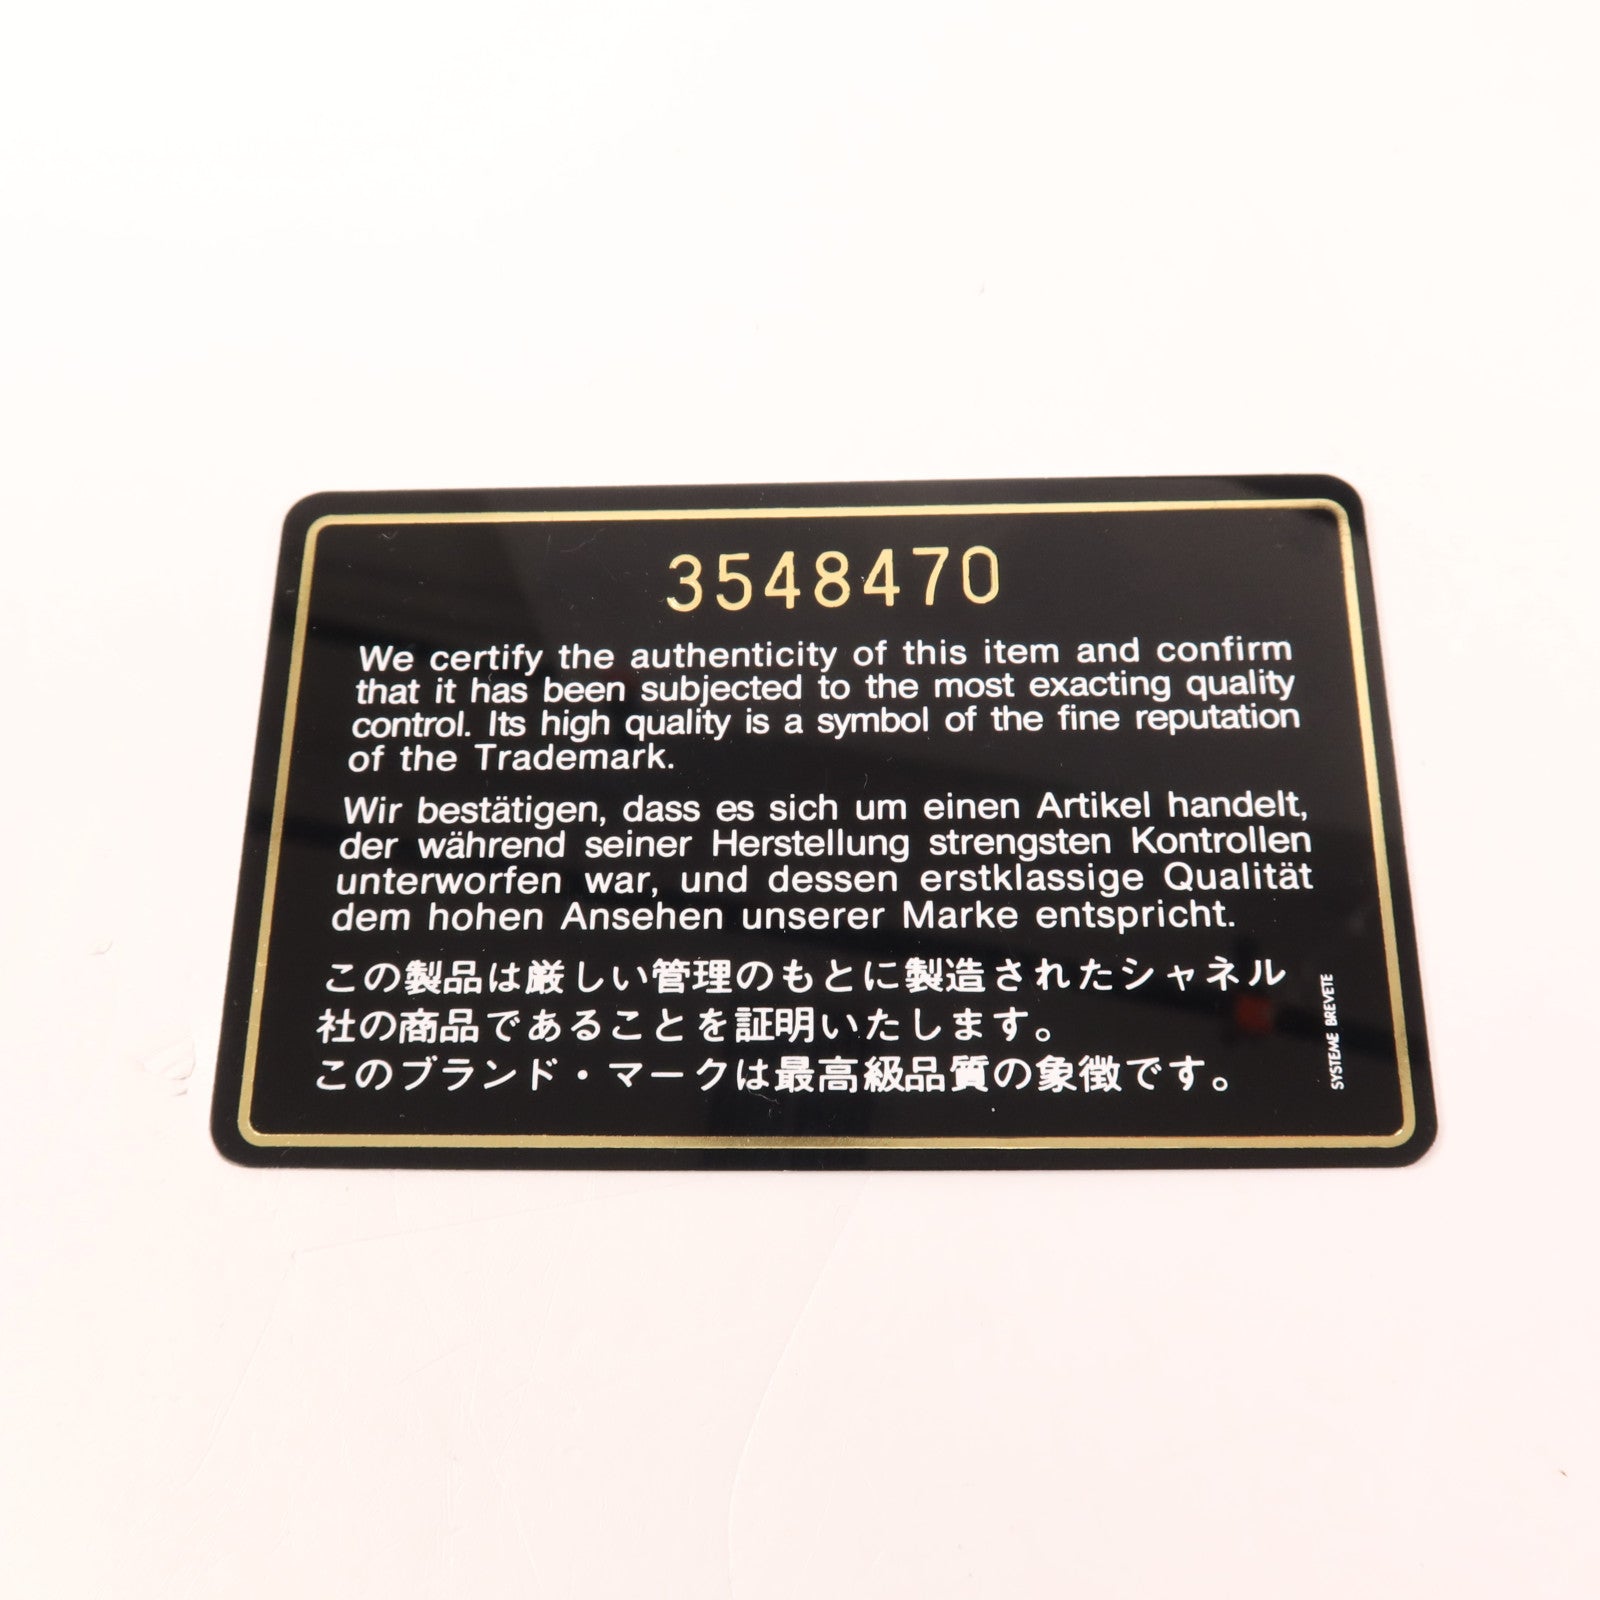 3548470
We certify the authenticity of this item and confirm
that it has been subjected to the most exacting quality
control. Its high quality is a symbol of the fine reputation
of the Trademark.
Wir bestätigen, dass es sich um einen Artikel handelt,
der während seiner Herstellung strengsten Kontrollen
unterworfen war, und dessen erstklassige Qualität
dem hohen Ansehen unserer Marke entspricht.
この製品は厳しい管理のもとに製造されたシャネル
社の商品であることを証明いたします。
このブランド・マークは最高級品質の象徴です。
SYSTEME BREVETE